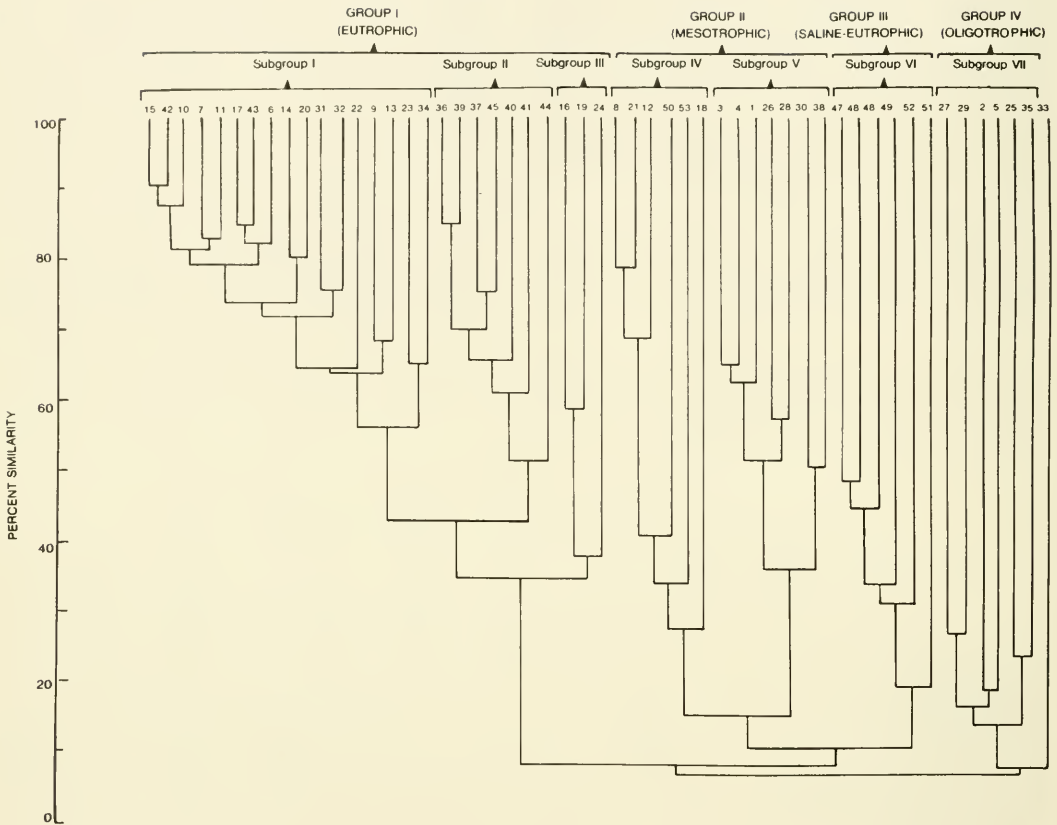 GROUP I
(EUTROPHIC)
GROUP II
(MESOTROPHIC)
GROUP III
(SALINE-EUTROPHIC)
GROUP IV
(OLIGOTROPHIC)
Subgroup I Subgroup II Subgroup III Subgroup IV Subgroup V Subgroup VI Subgroup VII
15 42 10 7 11 17 43 6 14 20 31 32 22 9 13 23 34 36 39 37 45 40 41 44 16 19 24 8 21 12 50 53 18 3 4 1 26 28 30 38 47 48 48 49 52 51 27 29 2 5 25 35 33
100
80
60
40
20
0
PERCENT SIMILARITY